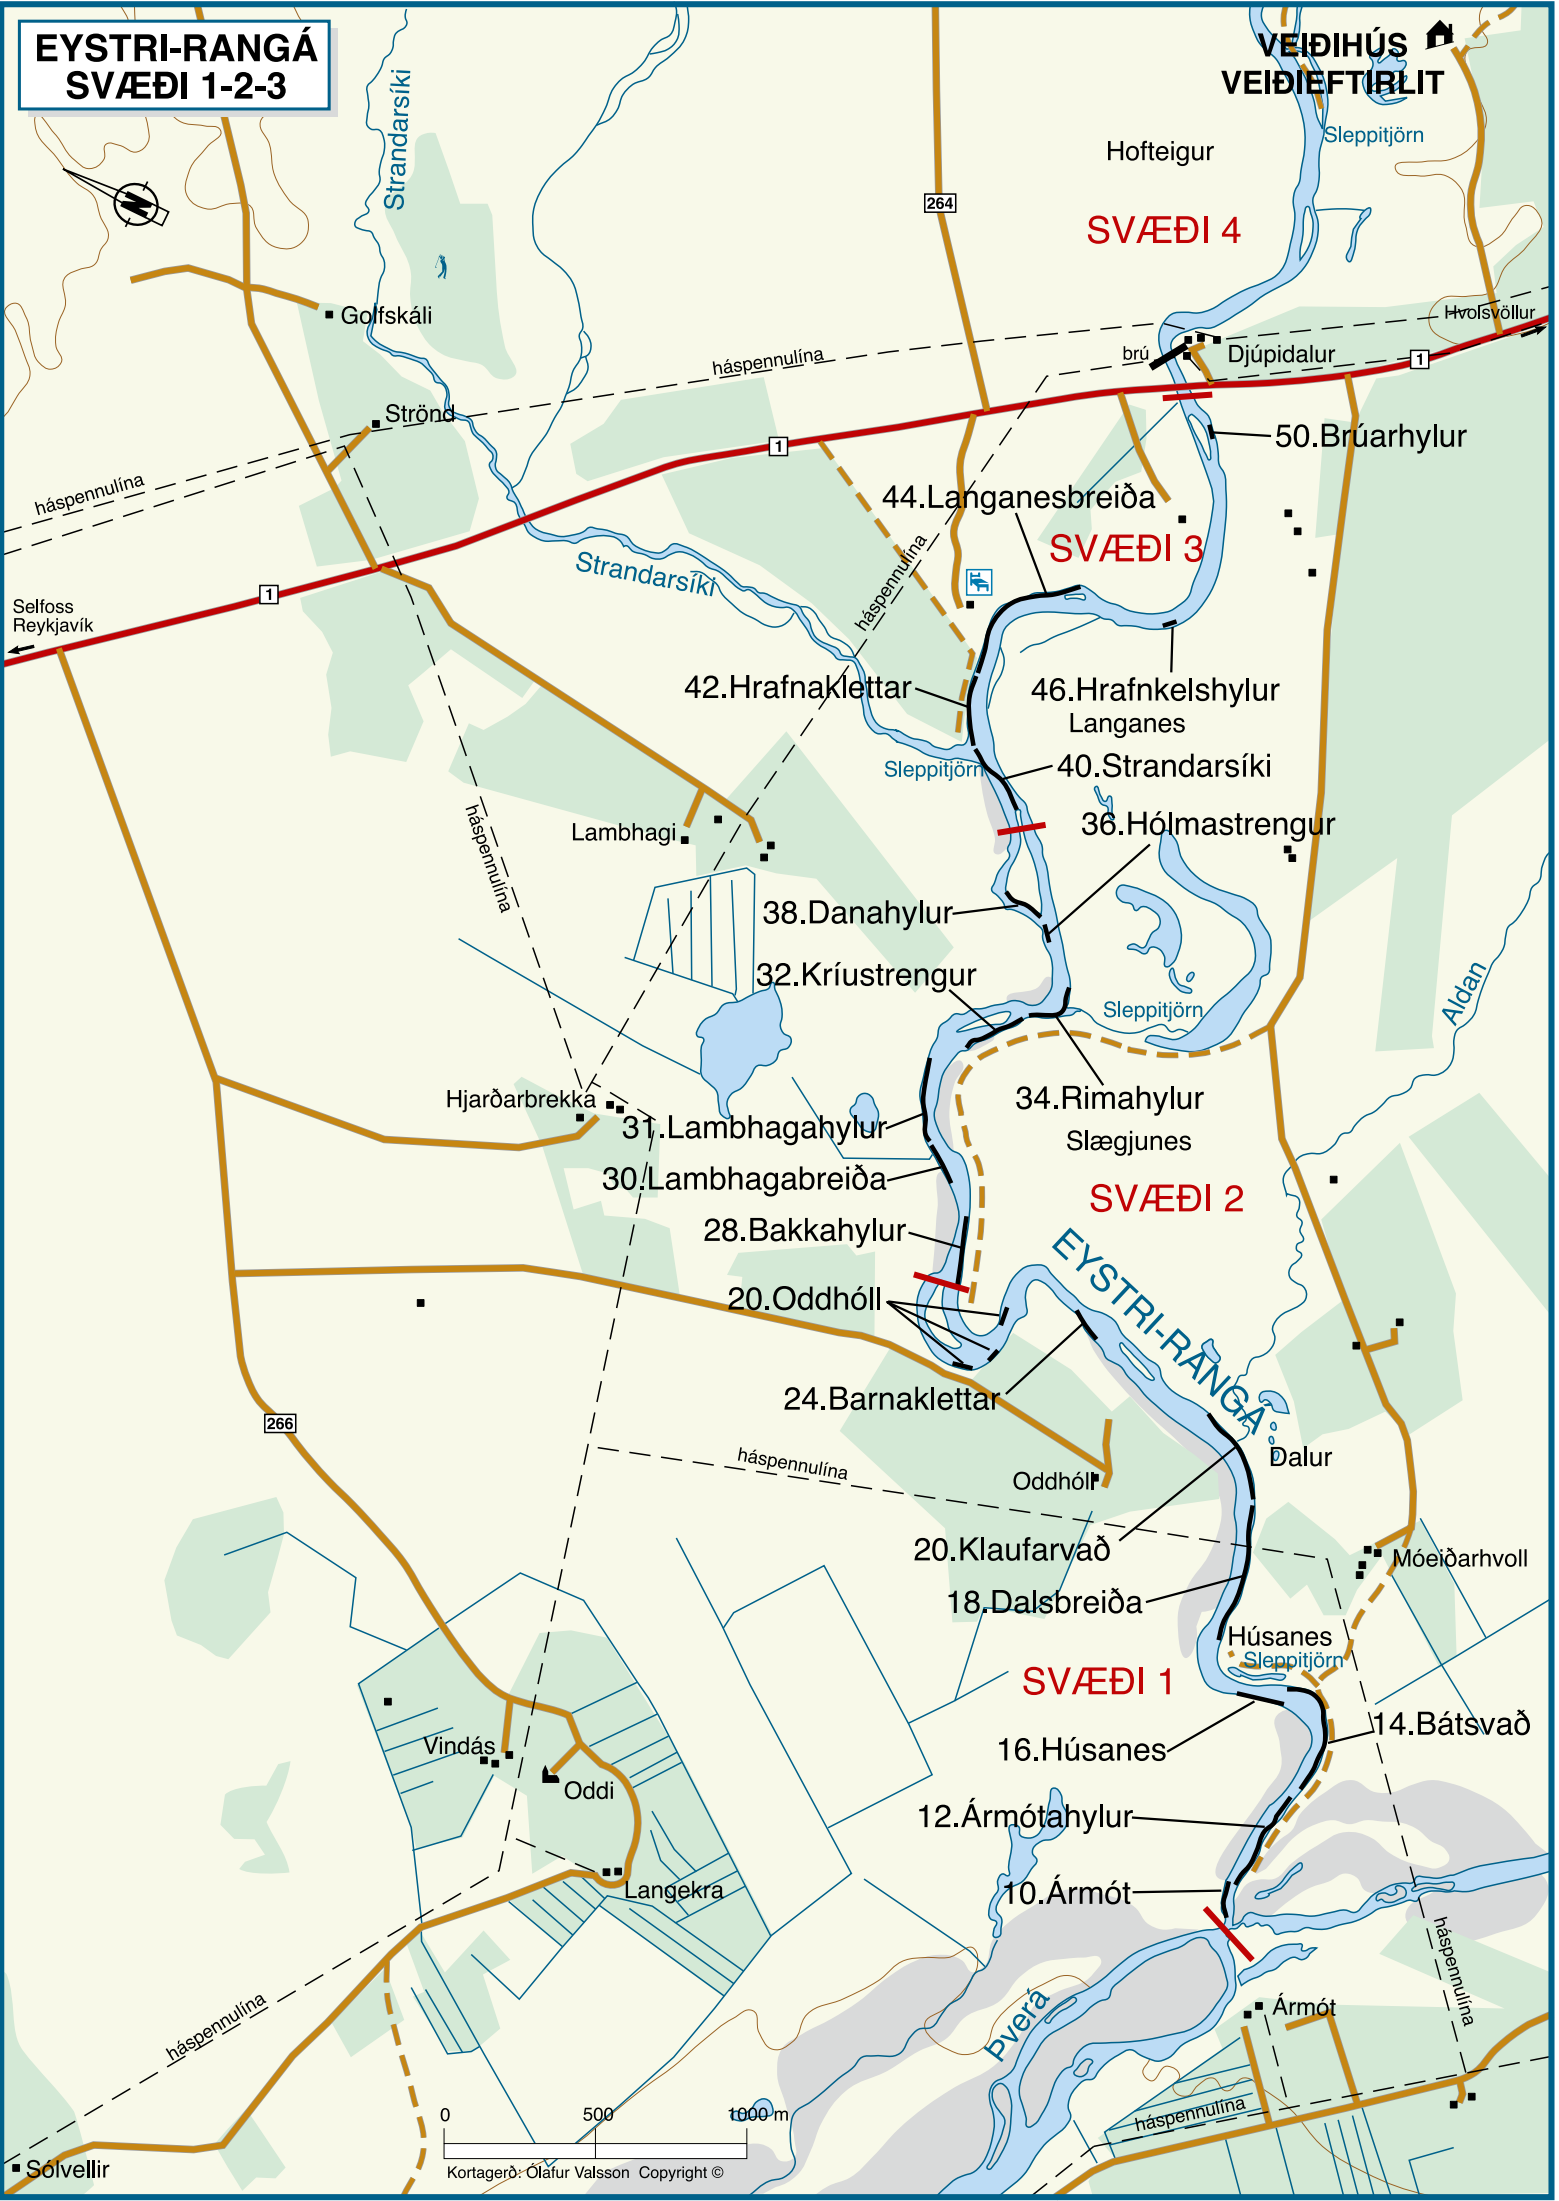 EYSTRI-RANGÁ
SVÆÐI 1-2-3
VEIÐIHÚS
VEIÐIEFTIRLIT
Strandarsíki
Sleppitjörn
Hofteigur
264
SVÆÐI 4
N
Golfskáli
Hvolsvöllur
háspennulína
brú
Djúpidalur
1
Strönd
50.Brúarhylur
1
háspennulína
44.Langanesbreiða
SVÆÐI 3
háspennulína
Strandarsíki
1
Selfoss
Reykjavík
42.Hrafnaklettar
46.Hrafnkelshylur
Langanes
Sleppitjörn
40.Strandarsíki
háspennulína
Lambhagi
36.Hólmastrengur
38.Danahylur
32.Kríustrengur
Aldan
Sleppitjörn
Hjarðarbrekka
34.Rimahylur
31.Lambhagahylur
Slægjunes
30.Lambhagabreiða
SVÆÐI 2
28.Bakkahylur
EYSTRI-RANGÁ
20.Oddhóll
24.Barnaklettar
266
háspennulína
Dalur
Oddhóll
20.Klaufarvað
Móeiðarhvoll
18.Dalsbreiða
Húsanes
Sleppitjörn
SVÆÐI 1
14.Bátsvað
Vindás
16.Húsanes
Oddi
12.Ármótahylur
Langekra
10.Ármót
háspennulína
háspennulína
Þverá
Ármót
0 500 1000 m
háspennulína
Sólvellir
Kortagerð: Ólafur Valsson Copyright ©